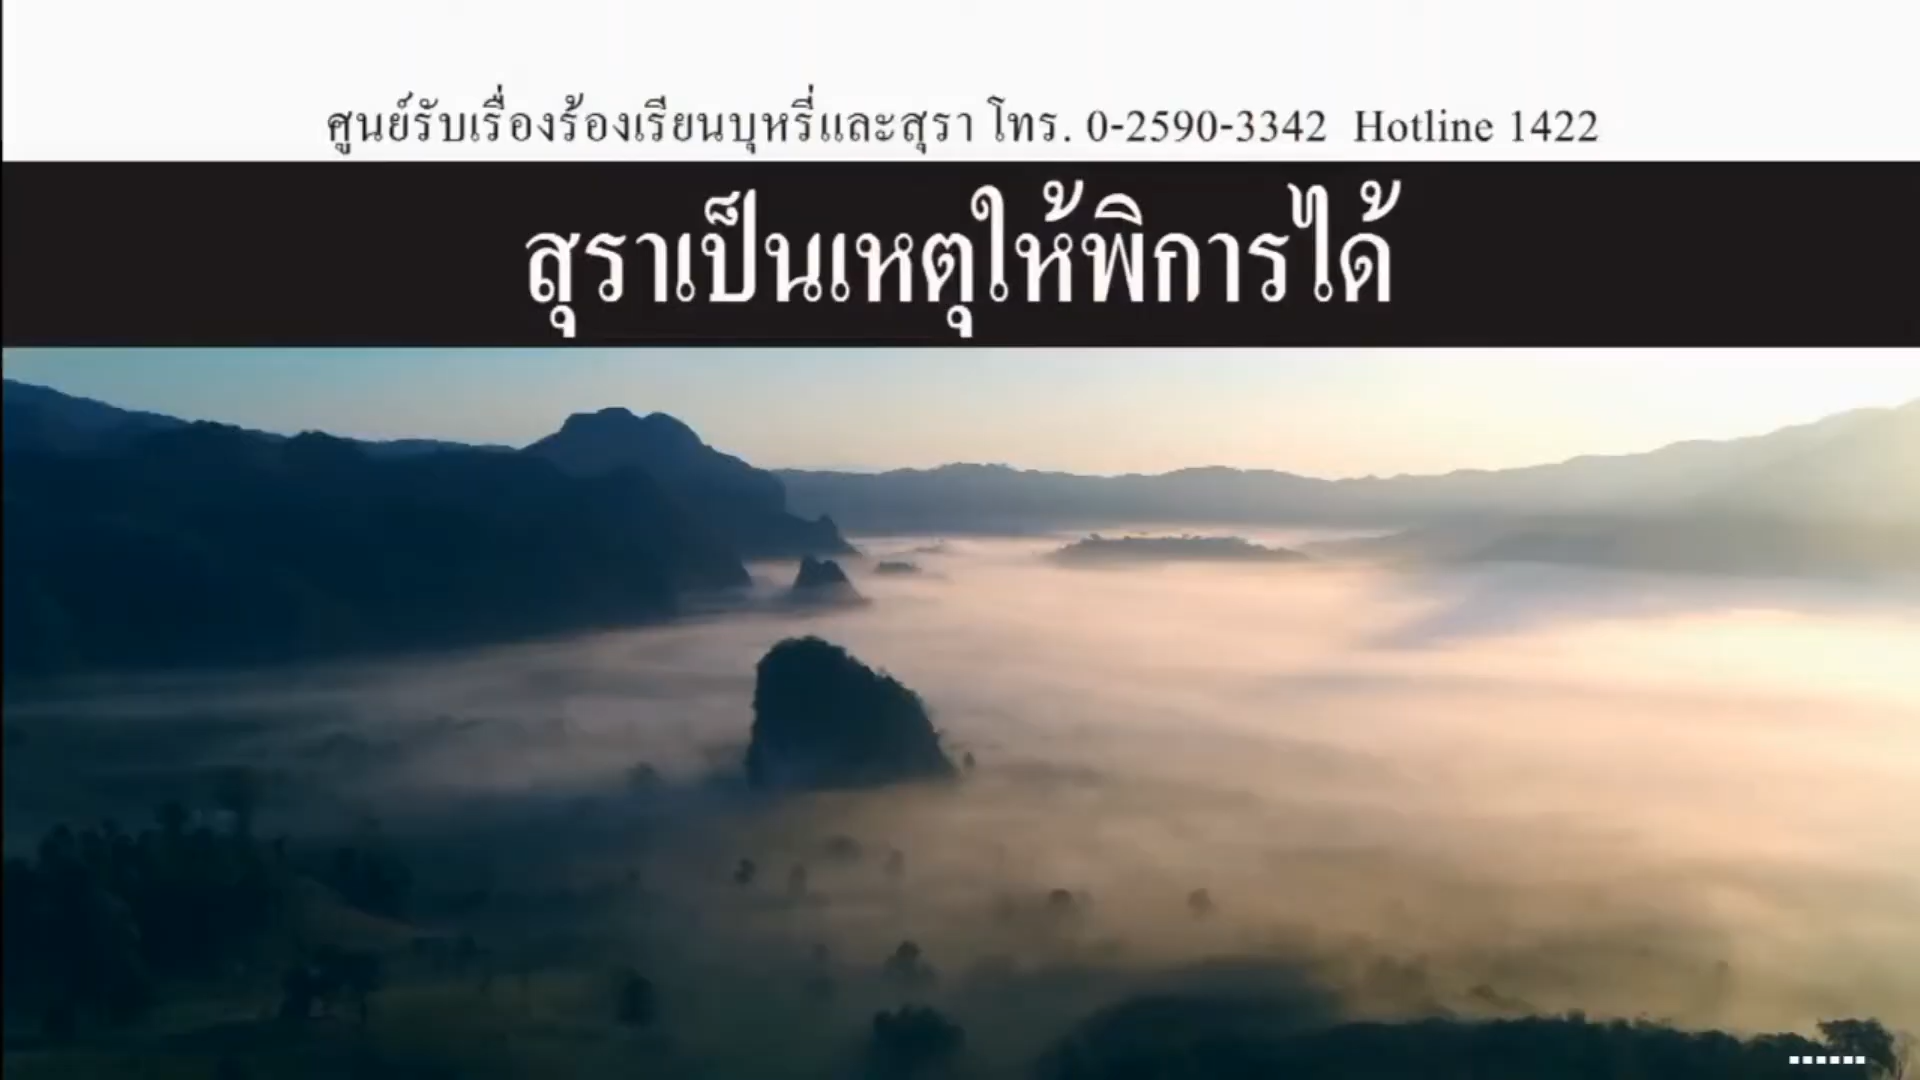 ศูนย์รับเรื่องร้องเรียนบุหรี่และสุรา โทร. 0-2590-3342 Hotline 1422
สุราเป็นเหตุให้พิการได้